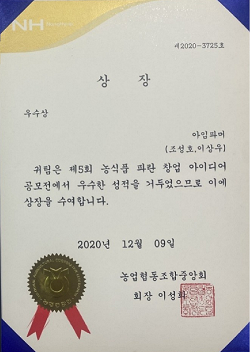 NH
제2020-3725호
상 장
우수상
아임파머
(조성호,이상우)
귀팀은 제5회 농식품 파란 창업 아이디어
공모전에서 우수한 성적을 거두었으므로 이에
상장을 수여합니다.
2020년 12월 09일
농업협동조합중앙회
회장 이성희